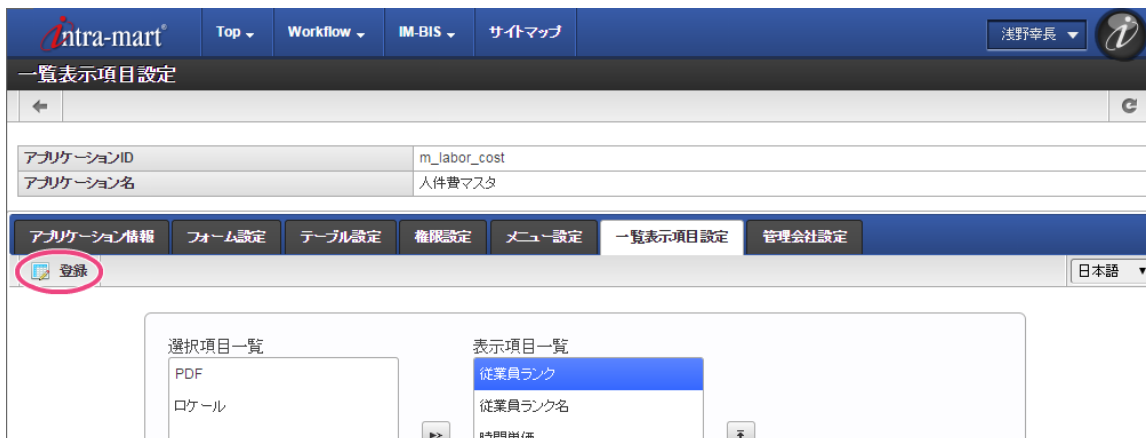 intra-mart® Top Workflow IM-BIS サイトマップ 浅野幸長
一覧表示項目設定
アプリケーションID m_labor_cost
アプリケーション名 人件費マスタ
アプリケーション情報 フォーム設定 テーブル設定 権限設定 メニュー設定 一覧表示項目設定 管理会社設定
登録 日本語
選択項目一覧 表示項目一覧
PDF 従業員ランク
ロケール 従業員ランク名
時間単価